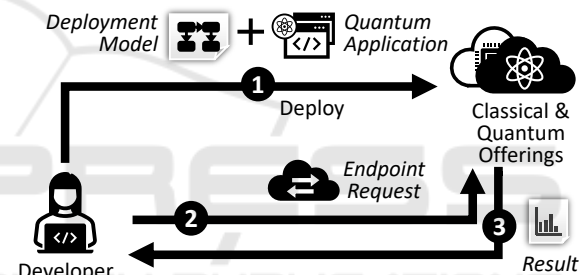 Deployment
Model
+
Quantum
Application
</>
1
Deploy
Classical &
Quantum
Offerings
Endpoint
Request
2
3
</>
Developer
Result